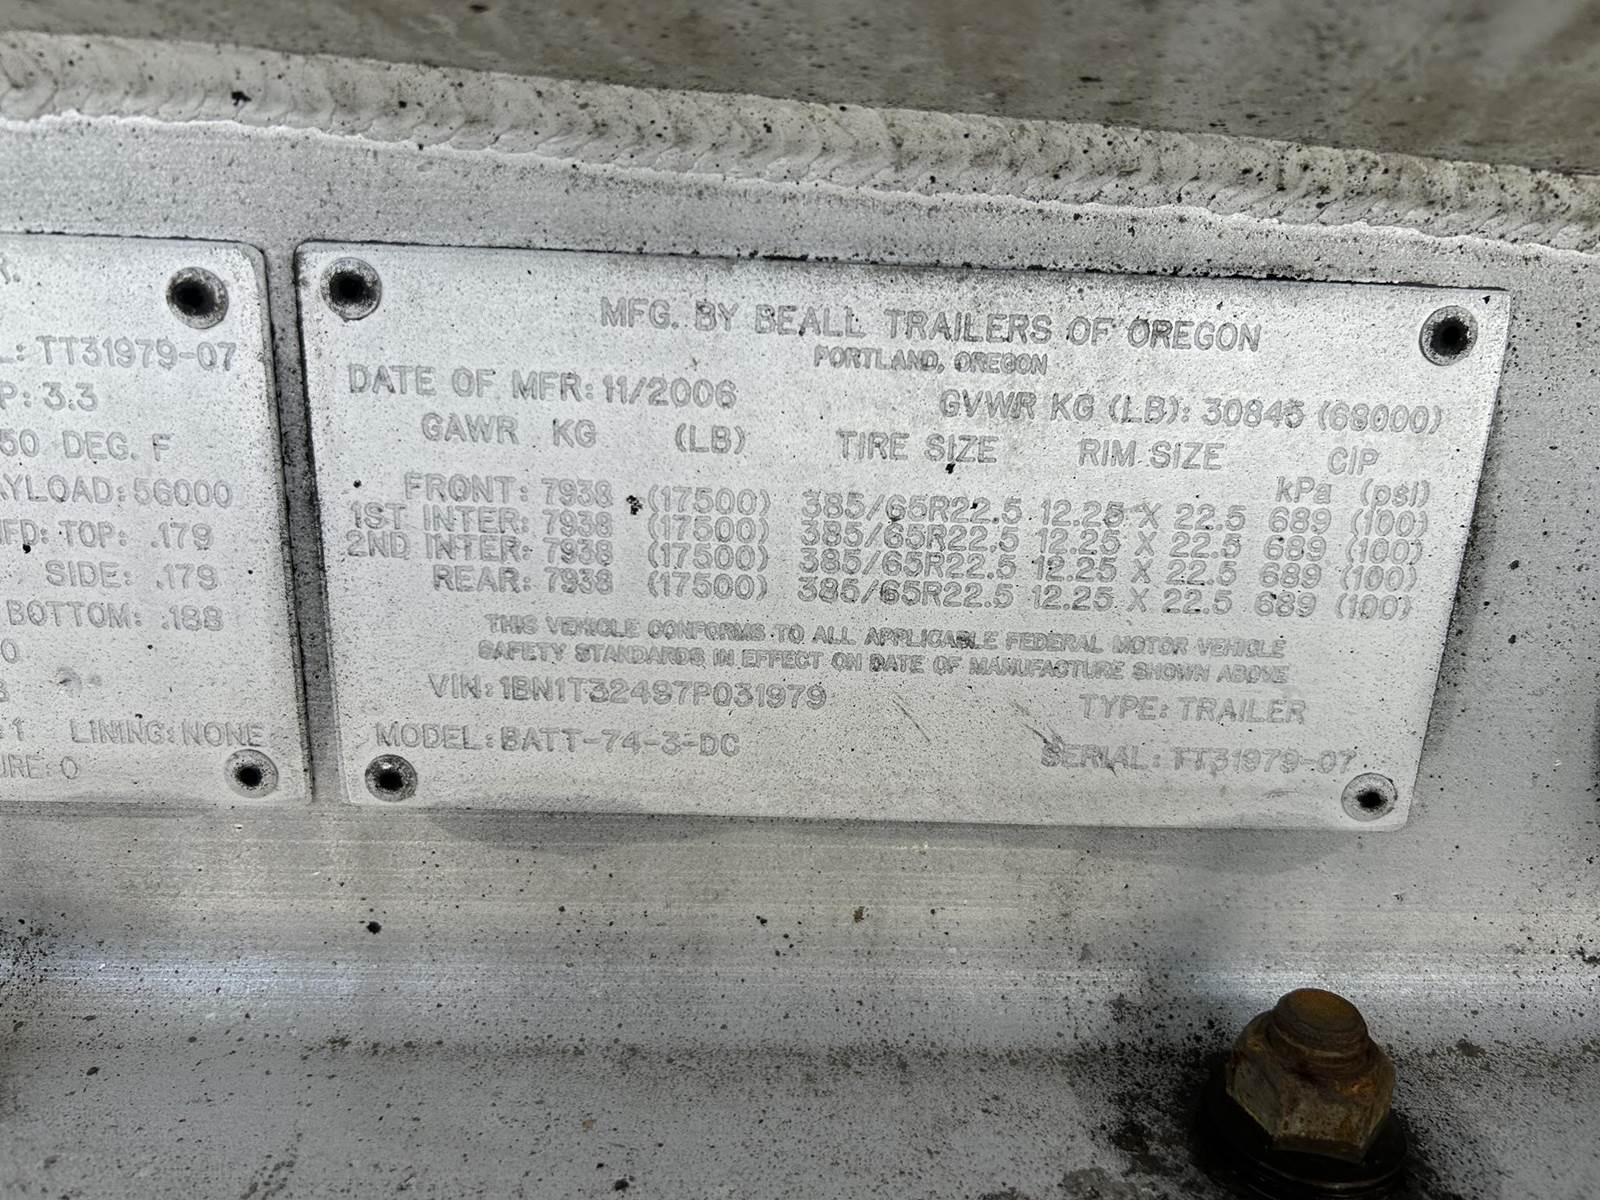 L: TT31979-07
P: 3.3
50 DEG. F
AYLOAD: 56000
FD: TOP: .179
SIDE: .179
BOTTOM: .188
0
LINING: NONE
URE: 0
MFG. BY BEALL TRAILERS OF OREGON
PORTLAND, OREGON
DATE OF MFR: 11/2006 GVWR KG (LB): 30845 (68000)
GAWR KG (LB) TIRE SIZE RIM SIZE CIP
kPa (psi)
FRONT: 7938 (17500) 385/65R22.5 12.25 X 22.5 689 (100)
1ST INTER: 7938 (17500) 385/65R22.5 12.25 X 22.5 689 (100)
2ND INTER: 7938 (17500) 385/65R22.5 12.25 X 22.5 689 (100)
REAR: 7938 (17500) 385/65R22.5 12.25 X 22.5 689 (100)
THIS VEHICLE CONFORMS TO ALL APPLICABLE FEDERAL MOTOR VEHICLE
SAFETY STANDARDS IN EFFECT ON DATE OF MANUFACTURE SHOWN ABOVE
VIN: 1BN1T32497P031979 TYPE: TRAILER
MODEL: BATT-74-3-DC SERIAL: TT31979-07